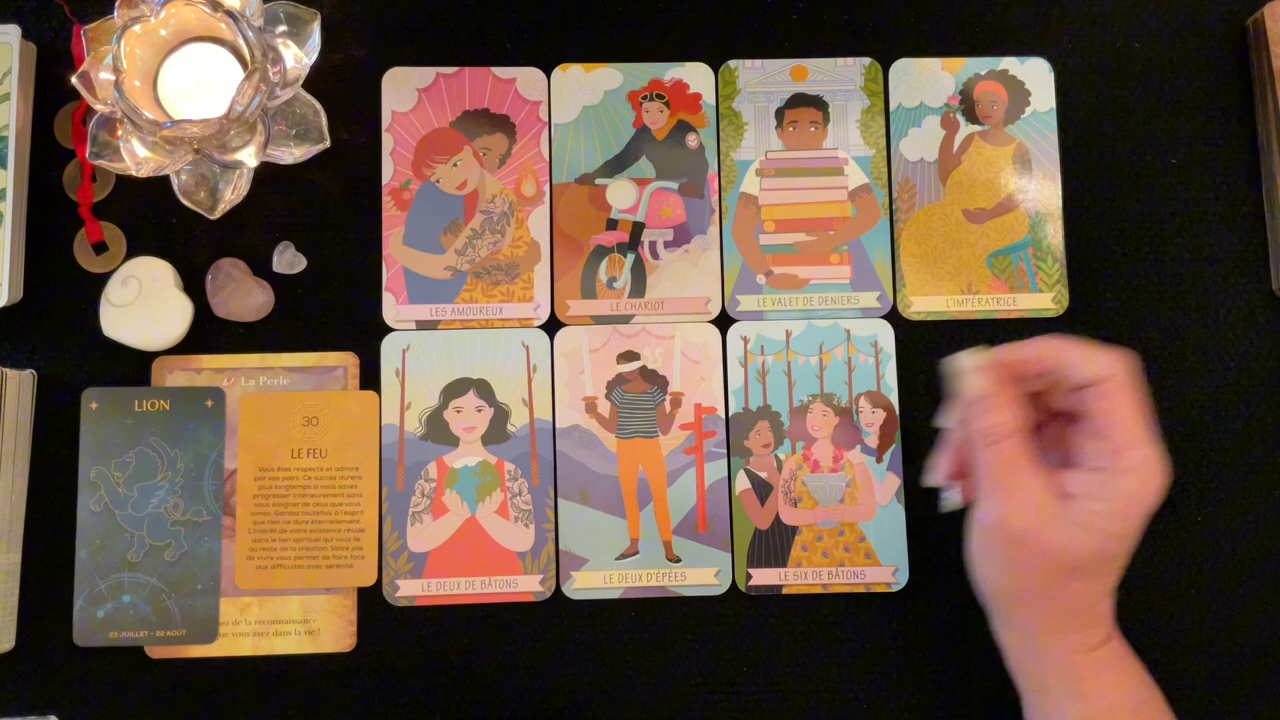 LES AMOUREUX
LE CHARIOT
LE VALET DE DENIERS
L'IMPÉRATRICE
La Perle
LION
23 JUILLET - 22 AOÛT
30
LE FEU
Vous êtes respecté et admiré
par vos pairs. Ce succès durera
plus longtemps si vous savez
progresser intérieurement sans
vous éloigner de ceux que vous
aimez. Gardez toutefois à l'esprit
que rien ne dure éternellement.
L'intérêt de votre existence réside
dans le lien spirituel qui vous lie
au reste de la création. Votre joie
de vivre vous permet de faire face
aux difficultés avec sérénité.
de la reconnaissance
vous avez dans la vie !
LE DEUX DE BÂTONS
LE DEUX D'ÉPÉES
LE SIX DE BÂTONS